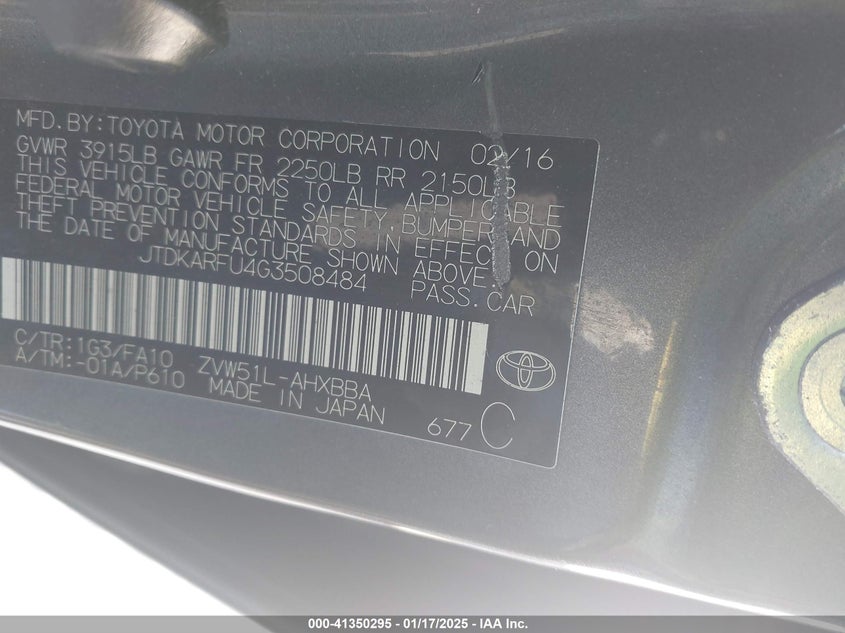 MFD.BY:TOYOTA MOTOR CORPORATION 02/16
GVWR 3915LB GAWR FR 2250LB RR 2150LB
THIS VEHICLE CONFORMS TO ALL APPLICABLE
FEDERAL MOTOR VEHICLE SAFETY,BUMPER,AND
THEFT PREVENTION STANDARDS IN EFFECT ON
THE DATE OF MANUFACTURE SHOWN ABOVE.
JTDKARFU4G3508484 PASS.CAR
C/TR:1G3/FA10 ZVW51L-AHXBBA
A/TM:-01A/P610 MADE IN JAPAN
677 C
000-41350295 - 01/17/2025 - IAA Inc.